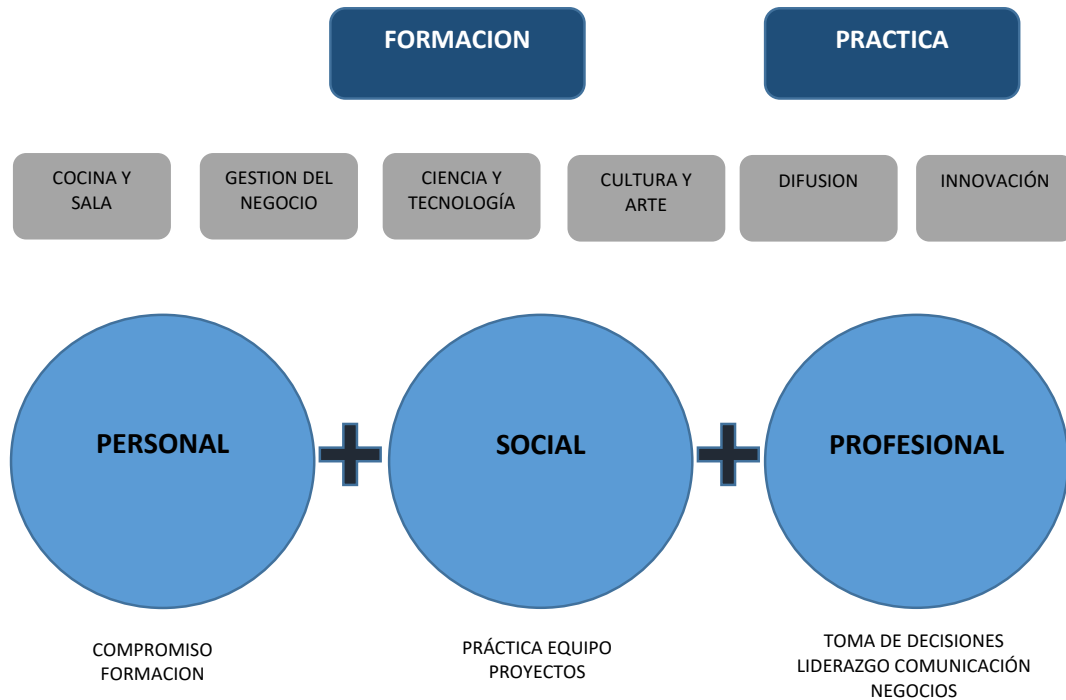 FORMACION
PRACTICA
COCINA Y
SALA
GESTION DEL
NEGOCIO
CIENCIA Y
TECNOLOGÍA
CULTURA Y
ARTE
DIFUSION
INNOVACIÓN
PERSONAL
SOCIAL
PROFESIONAL
COMPROMISO
FORMACION
PRÁCTICA EQUIPO
PROYECTOS
TOMA DE DECISIONES
LIDERAZGO COMUNICACIÓN
NEGOCIOS